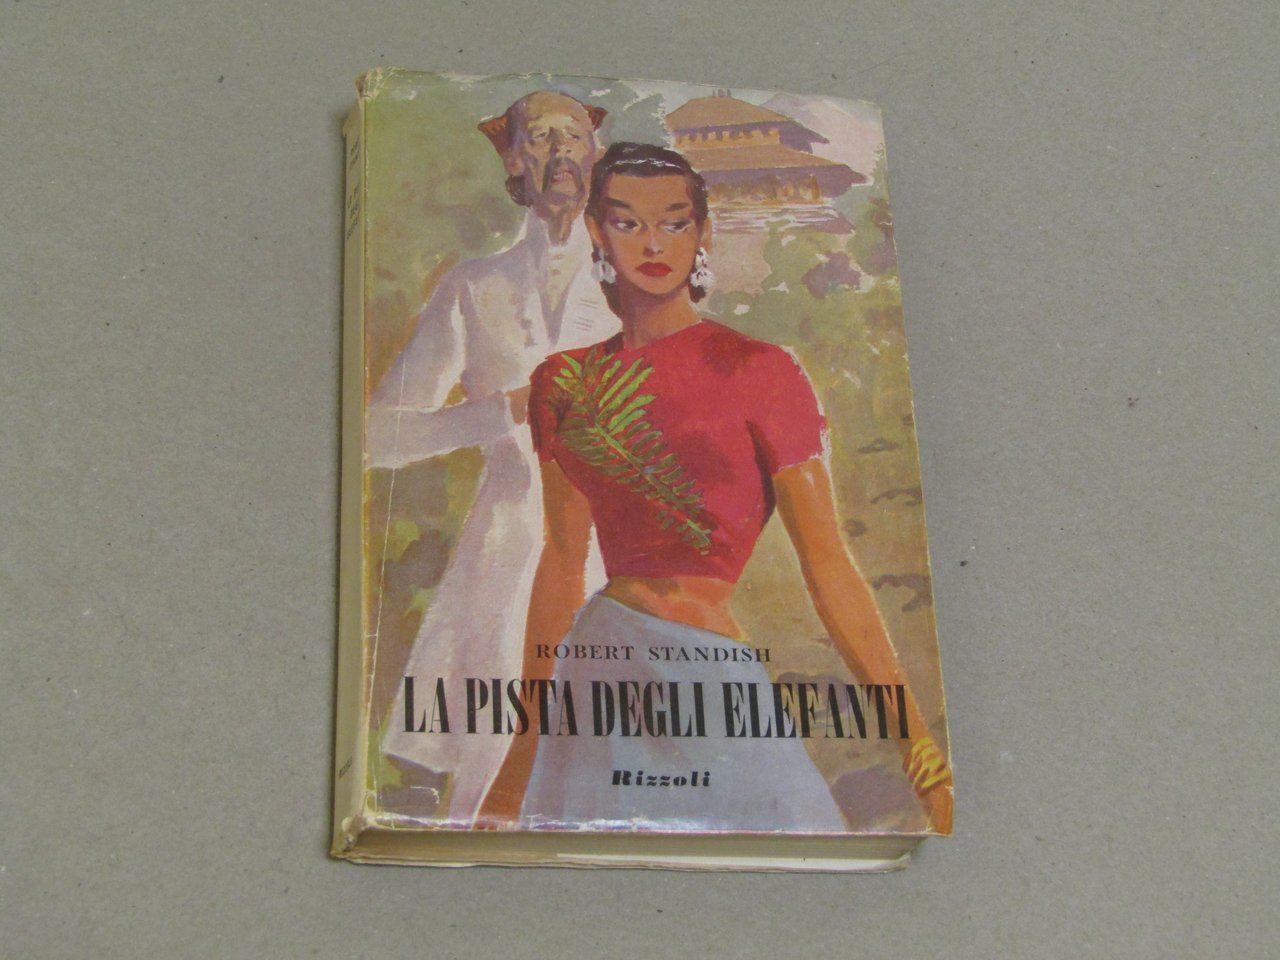 ROBERT STANDISH
LA PISTA DEGLI ELEFANTI
Rizzoli